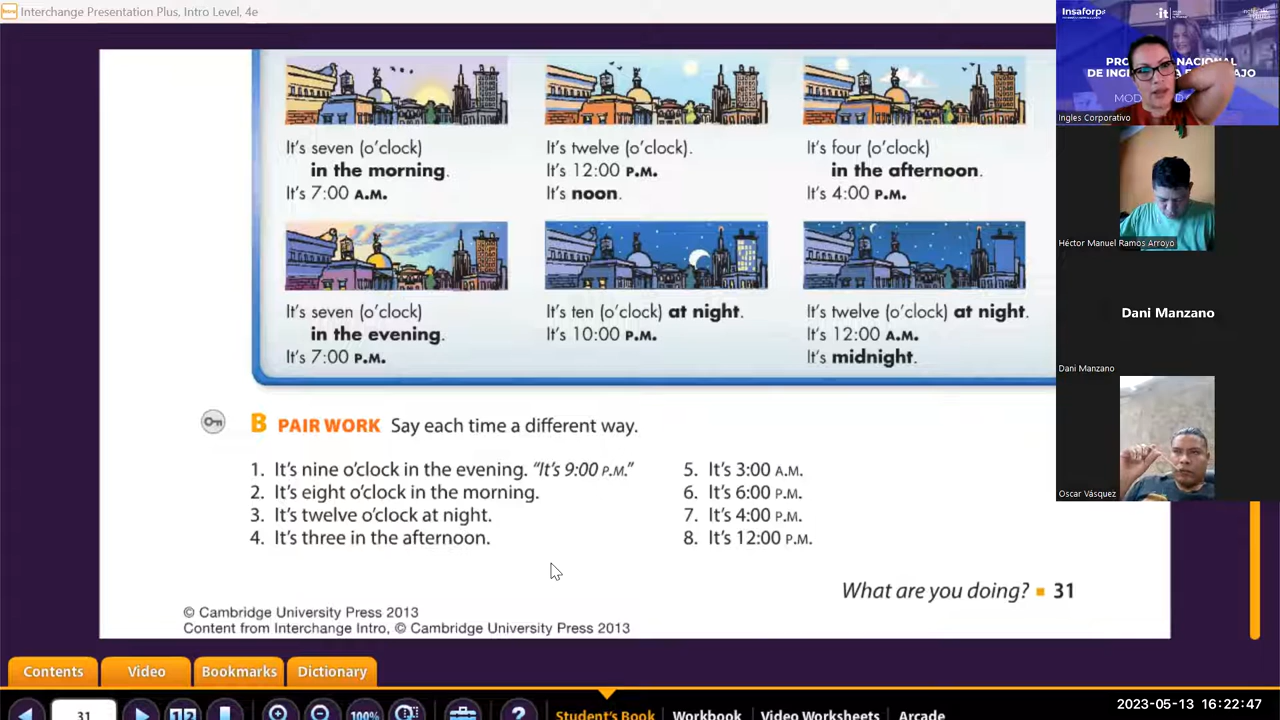 Interchange Presentation Plus, Intro Level, 4e
It's seven (o'clock)
in the morning.
It's 7:00 A.M.
It's twelve (o'clock).
It's 12:00 P.M.
It's noon.
It's four (o'clock)
in the afternoon.
It's 4:00 P.M.
It's seven (o'clock)
in the evening.
It's 7:00 P.M.
It's ten (o'clock) at night.
It's 10:00 P.M.
It's twelve (o'clock) at night.
It's 12:00 A.M.
It's midnight.
B PAIR WORK Say each time a different way.
1. It's nine o'clock in the evening. "It's 9:00 P.M."
2. It's eight o'clock in the morning.
3. It's twelve o'clock at night.
4. It's three in the afternoon.
5. It's 3:00 A.M.
6. It's 6:00 P.M.
7. It's 4:00 P.M.
8. It's 12:00 P.M.
What are you doing? ■ 31
© Cambridge University Press 2013
Content from Interchange Intro, © Cambridge University Press 2013
Contents
Video
Bookmarks
Dictionary
31
12
100%
?
Student's Book
Workbook
Video Worksheets
Arcade
Insaforp
Ingles Corporativo
Héctor Manuel Ramos Arroyo
Dani Manzano
Dani Manzano
Oscar Vásquez
2023-05-13 16:22:47